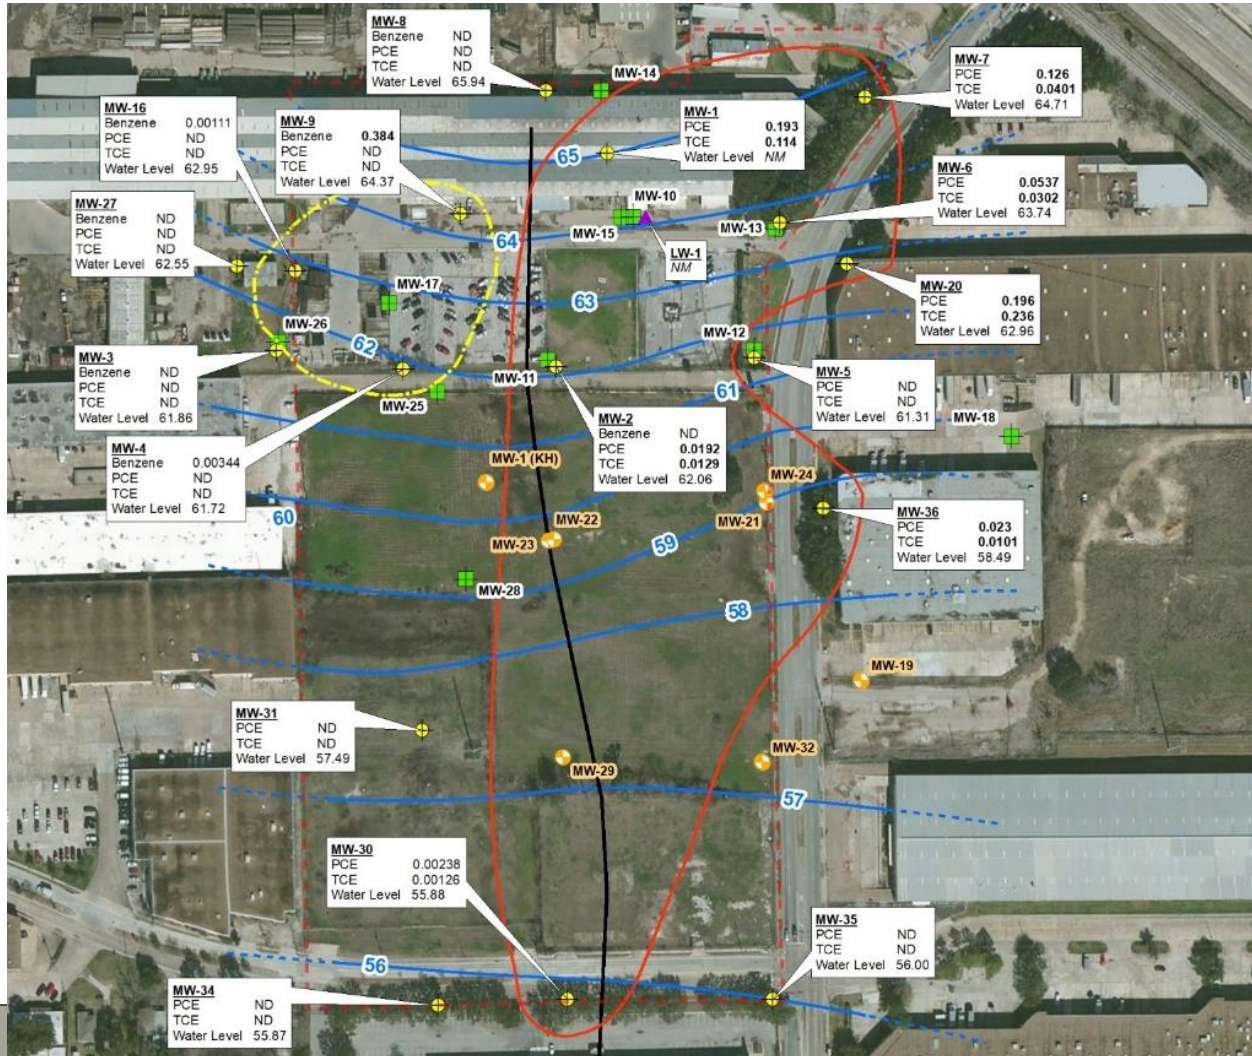 MW-8
Benzene ND
PCE ND
TCE ND
Water Level 65.94
MW-14
MW-7
PCE 0.126
TCE 0.0401
Water Level 64.71
MW-16
Benzene 0.00111
PCE ND
TCE ND
Water Level 62.95
MW-9
Benzene 0.384
PCE ND
TCE ND
Water Level 64.37
MW-1
PCE 0.193
TCE 0.114
Water Level NM
65
MW-6
PCE 0.0537
TCE 0.0302
Water Level 63.74
MW-27
Benzene ND
PCE ND
TCE ND
Water Level 62.55
MW-10
MW-15
MW-13
64
LW-1
NM
MW-17
63
MW-20
PCE 0.196
TCE 0.236
Water Level 62.96
MW-26
MW-12
62
MW-3
Benzene ND
PCE ND
TCE ND
Water Level 61.86
MW-11
MW-25
61
MW-5
PCE ND
TCE ND
Water Level 61.31
MW-2
Benzene ND
PCE 0.0192
TCE 0.0129
Water Level 62.06
MW-18
MW-4
Benzene 0.00344
PCE ND
TCE ND
Water Level 61.72
MW-1 (KH)
MW-24
60
MW-22
MW-21
MW-23
59
MW-36
PCE 0.023
TCE 0.0101
Water Level 58.49
MW-28
58
MW-19
MW-31
PCE ND
TCE ND
Water Level 57.49
MW-32
MW-29
57
MW-30
PCE 0.00238
TCE 0.00126
Water Level 55.88
MW-35
PCE ND
TCE ND
Water Level 56.00
56
MW-34
PCE ND
TCE ND
Water Level 55.87